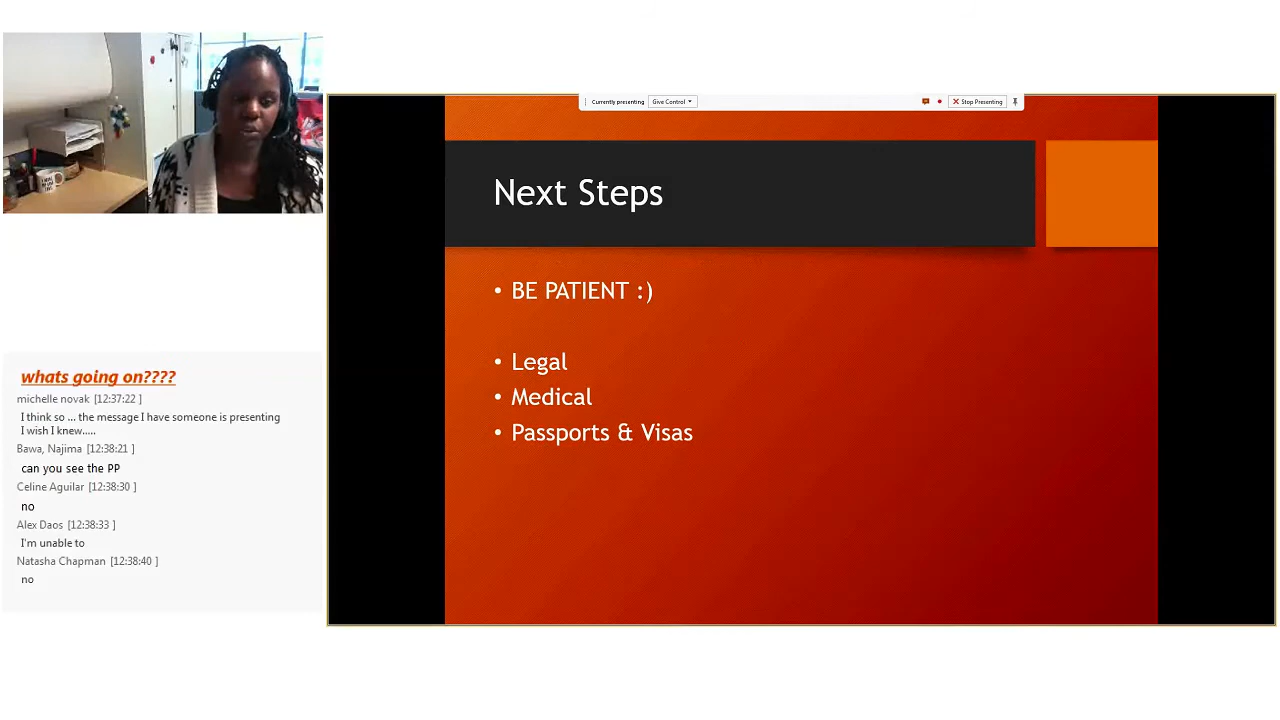 Currently presenting Give Control Stop Presenting
Next Steps
• BE PATIENT :)
• Legal
• Medical
• Passports & Visas
whats going on????
michelle novak [12:37:22 ]
I think so ... the message I have someone is presenting
I wish I knew.....
Bawa, Najima [12:38:21 ]
can you see the PP
Celine Aguilar [12:38:30 ]
no
Alex Daos [12:38:33 ]
I'm unable to
Natasha Chapman [12:38:40 ]
no